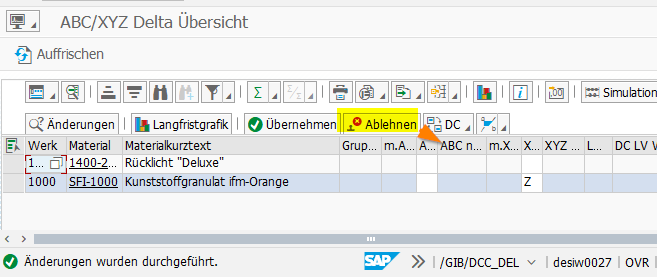 ABC/XYZ Delta Übersicht
Auffrischen
Simulation
Änderungen Langfristgrafik Übernehmen Ablehnen DC
Werk Material Materialkurztext Grup... m.A... A... ABC n... m.X... X... XYZ ... L... DC LV W
1... 1400-2... Rücklicht "Deluxe"
1000 SFI-1000 Kunststoffgranulat ifm-Orange Z
Änderungen wurden durchgeführt. SAP /GIB/DCC_DEL desiw0027 OVR